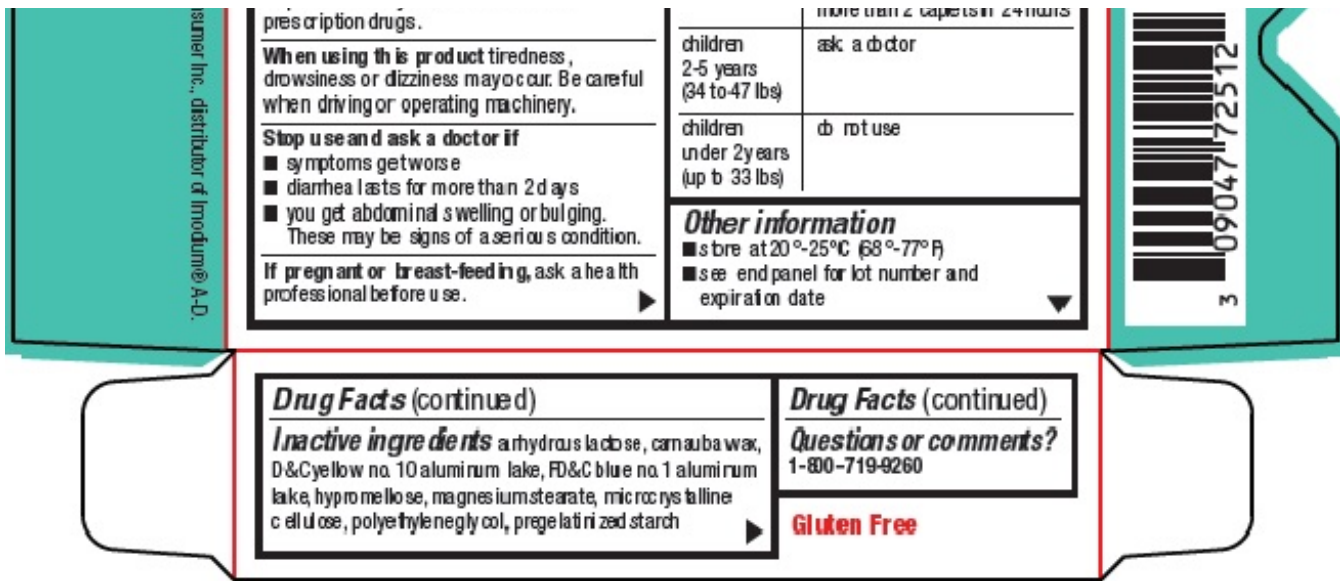 nsumer Inc., distributor of Imodium® A-D.
prescription drugs.
When using this product tiredness,
drowsiness or dizziness may occur. Be careful
when driving or operating machinery.
Stop use and ask a doctor if
■ symptoms get worse
■ diarrhea lasts for more than 2 days
■ you get abdominal swelling or bulging.
These may be signs of a serious condition.
If pregnant or breast-feeding, ask a health
professional before use.
more than 2 caplets in 24 hours
children
2-5 years
(34 to 47 lbs)
ask a doctor
children
under 2 years
(up to 33 lbs)
do not use
Other information
■ store at 20°-25°C (68°-77°F)
■ see end panel for lot number and
expiration date
3 09047 72512
Drug Facts (continued)
Inactive ingredients anhydrous lactose, carnauba wax,
D&C yellow no. 10 aluminum lake, FD&C blue no. 1 aluminum
lake, hypromellose, magnesium stearate, microcrystalline
cellulose, polyethylene glycol, pregelatinized starch
Drug Facts (continued)
Questions or comments?
1-800-719-9260
Gluten Free